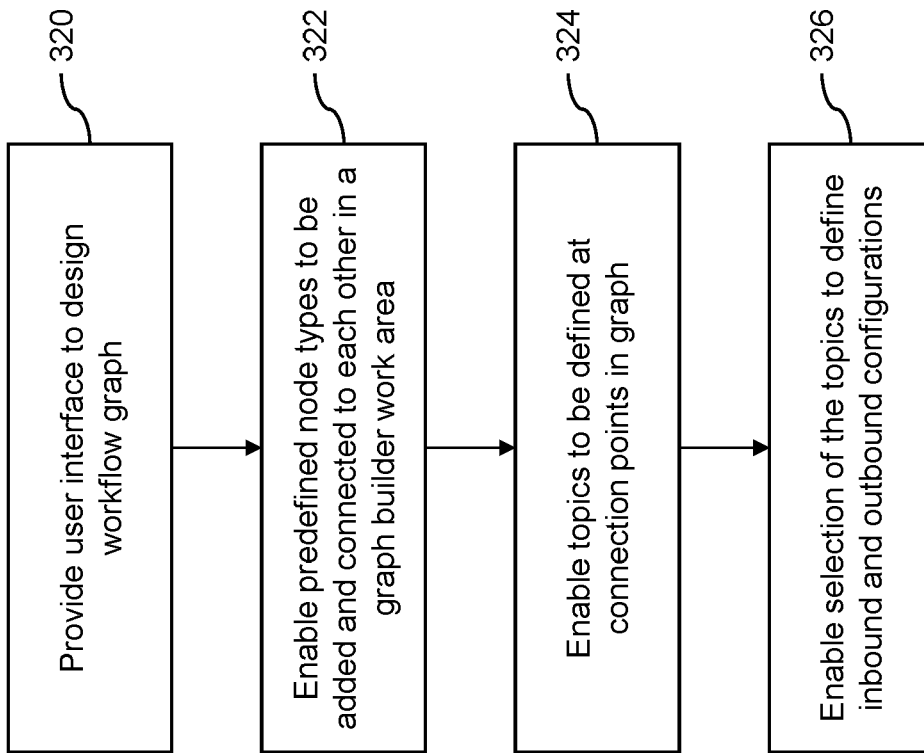 320
Provide user interface to design
workflow graph
322
Enable predefined node types to be
added and connected to each other in a
graph builder work area
324
Enable topics to be defined at
connection points in graph
326
Enable selection of the topics to define
inbound and outbound configurations